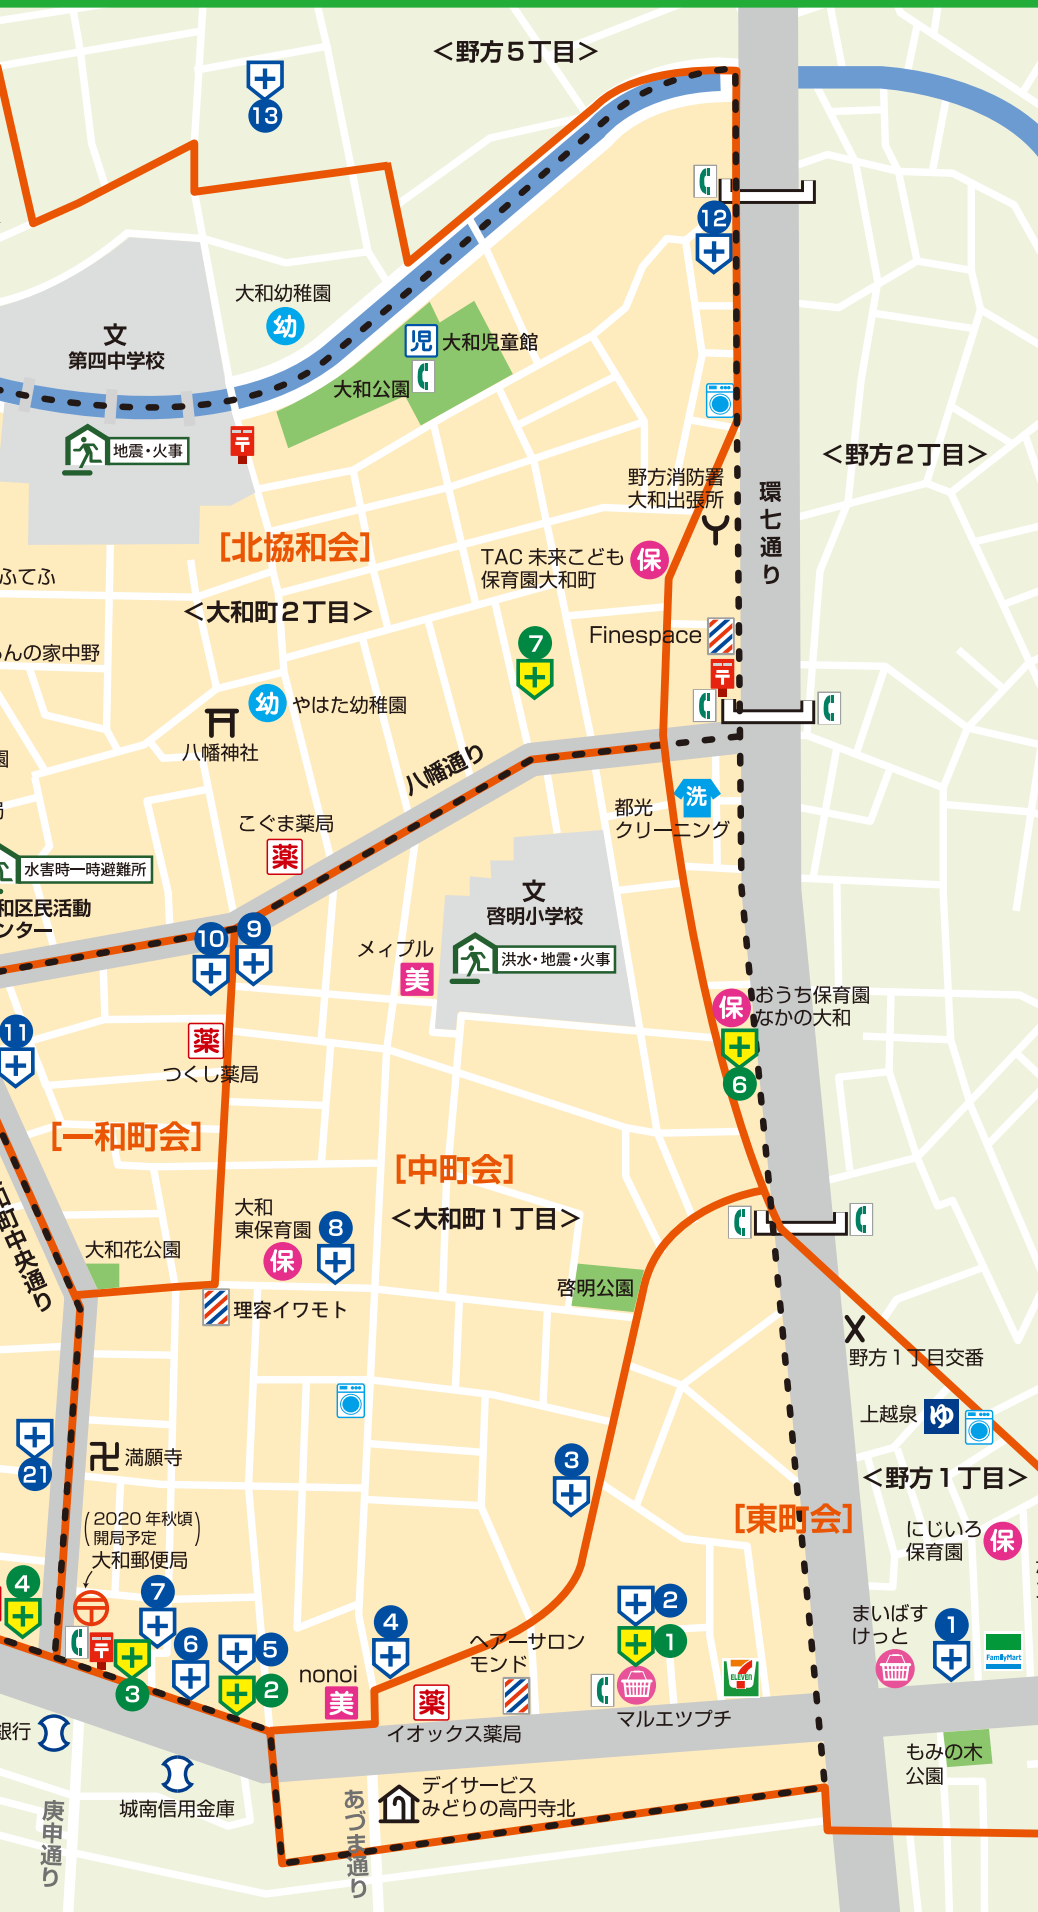 ＜野方５丁目＞
13
12
大和幼稚園
幼
文
第四中学校
児
大和児童館
大和公園
地震・火事
〒
＜野方２丁目＞
環七通り
野方消防署
大和出張所
[北協和会]
TAC 未来こども
保育園大和町
保
ふてふ
＜大和町２丁目＞
んの家中野
7
Finespace
〒
幼
やはた幼稚園
八幡神社
園
八幡通り
局
洗
都光
クリーニング
こぐま薬局
薬
水害時一時避難所
和区民活動
ンター
文
啓明小学校
洪水・地震・火事
10
9
メィプル
美
保
おうち保育園
なかの大和
6
11
薬
つくし薬局
[一和町会]
[中町会]
＜大和町１丁目＞
大和
東保育園
保
8
和町中央通り
大和花公園
理容イワモト
啓明公園
野方１丁目交番
上越泉
ゆ
＜野方１丁目＞
21
卍
満願寺
3
[東町会]
にじいろ
保育園
保
(2020 年秋頃
開局予定)
大和郵便局
4
〒
〒
7
6
5
2
3
4
nonoi
美
薬
イオックス薬局
ヘアーサロン
モンド
2
1
マルエツプチ
7
ELEVEN
まいばす
けっと
1
FamilyMart
銀行
城南信用金庫
もみの木
公園
デイサービス
みどりの高円寺北
庚申通り
あづま通り